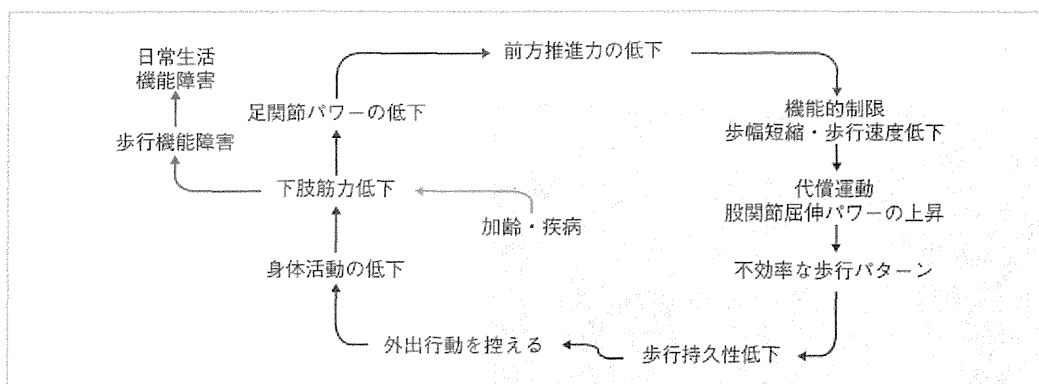 日常生活
機能障害
前方推進力の低下
足関節パワーの低下
機能的制限
歩幅短縮・歩行速度低下
歩行機能障害
下肢筋力低下
代償運動
股関節屈伸パワーの上昇
加齢・疾病
身体活動の低下
不効率な歩行パターン
外出行動を控える
歩行持久性低下